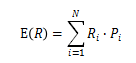 E(R) = ∑_{i=1}^{N} R_i · P_i